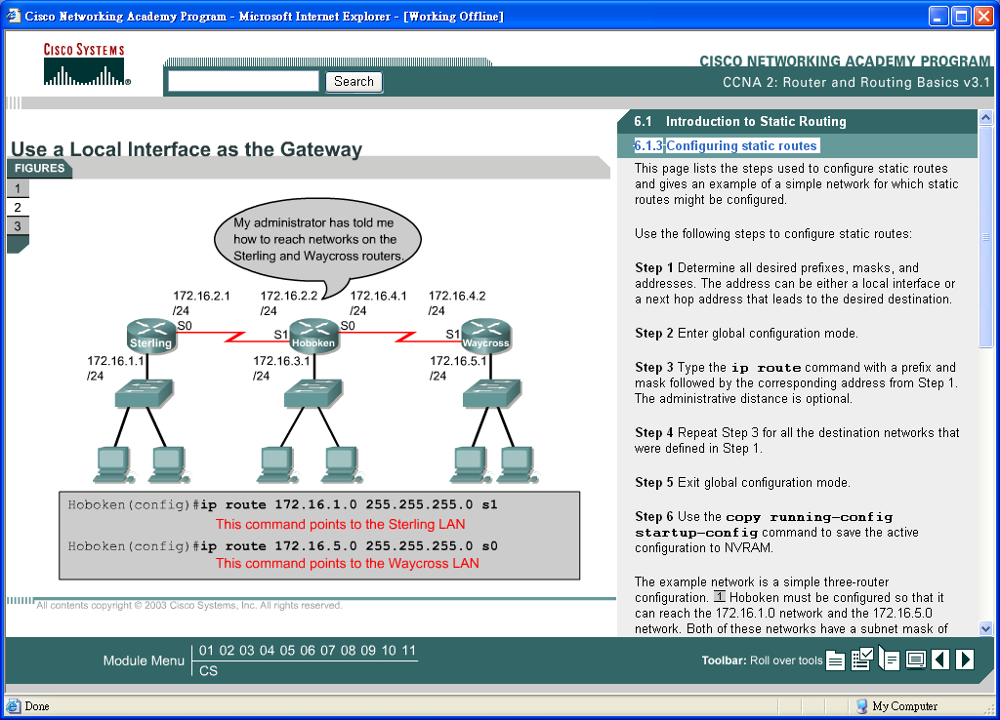 Cisco Networking Academy Program - Microsoft Internet Explorer - [Working Offline]
CISCO SYSTEMS
®
Search
CISCO NETWORKING ACADEMY PROGRAM
CCNA 2: Router and Routing Basics v3.1
Use a Local Interface as the Gateway
FIGURES
1
2
3
My administrator has told me
how to reach networks on the
Sterling and Waycross routers.
172.16.2.1 172.16.2.2 172.16.4.1 172.16.4.2
/24 /24 /24 /24
S0 S1 S0 S1
Sterling Hoboken Waycross
172.16.1.1 172.16.3.1 172.16.5.1
/24 /24 /24
Hoboken(config)#ip route 172.16.1.0 255.255.255.0 s1
This command points to the Sterling LAN
Hoboken(config)#ip route 172.16.5.0 255.255.255.0 s0
This command points to the Waycross LAN
All contents copyright © 2003 Cisco Systems, Inc. All rights reserved.
6.1 Introduction to Static Routing
6.1.3 Configuring static routes
This page lists the steps used to configure static routes
and gives an example of a simple network for which static
routes might be configured.
Use the following steps to configure static routes:
Step 1 Determine all desired prefixes, masks, and
addresses. The address can be either a local interface or
a next hop address that leads to the desired destination.
Step 2 Enter global configuration mode.
Step 3 Type the ip route command with a prefix and
mask followed by the corresponding address from Step 1.
The administrative distance is optional.
Step 4 Repeat Step 3 for all the destination networks that
were defined in Step 1.
Step 5 Exit global configuration mode.
Step 6 Use the copy running-config
startup-config command to save the active
configuration to NVRAM.
The example network is a simple three-router
configuration. 1 Hoboken must be configured so that it
can reach the 172.16.1.0 network and the 172.16.5.0
network. Both of these networks have a subnet mask of
Module Menu
01 02 03 04 05 06 07 08 09 10 11
CS
Toolbar: Roll over tools
Done
My Computer